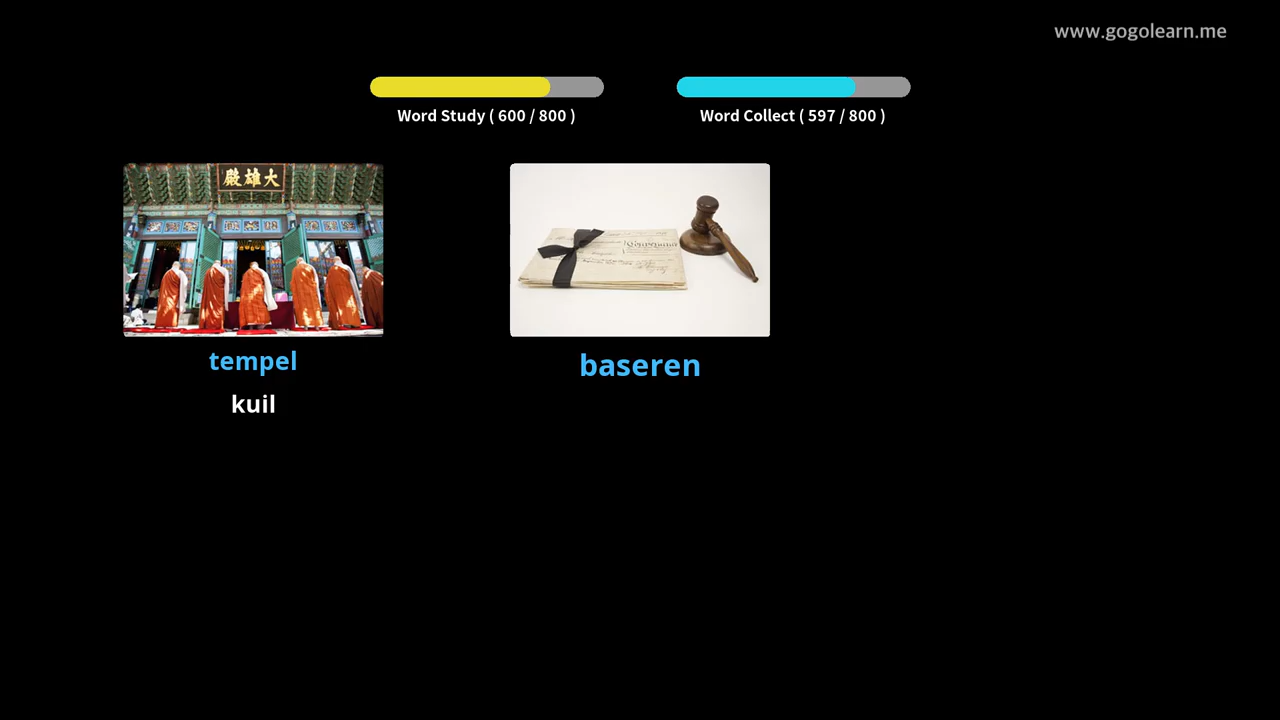 www.gogolearn.me
Word Study ( 600 / 800 )
Word Collect ( 597 / 800 )
殿雄大
tempel
kuil
baseren